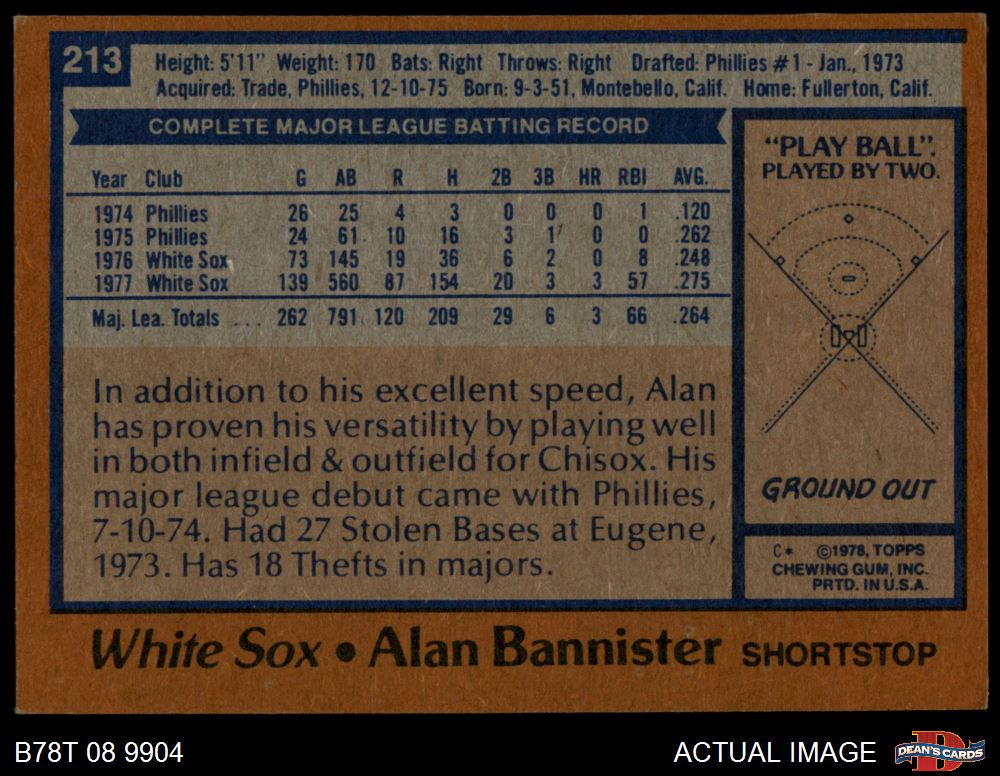 213
Height: 5'11" Weight: 170 Bats: Right Throws: Right Drafted: Phillies #1 - Jan., 1973
Acquired: Trade, Phillies, 12-10-75 Born: 9-3-51, Montebello, Calif. Home: Fullerton, Calif.
COMPLETE MAJOR LEAGUE BATTING RECORD
Year Club G AB R H 2B 3B HR RBI AVG.
1974 Phillies 26 25 4 3 0 0 0 1 .120
1975 Phillies 24 61 10 16 3 1 0 0 .262
1976 White Sox 73 145 19 36 6 2 0 8 .248
1977 White Sox 139 560 87 154 20 3 3 57 .275
Maj. Lea. Totals ... 262 791 120 209 29 6 3 66 .264
In addition to his excellent speed, Alan
has proven his versatility by playing well
in both infield & outfield for Chisox. His
major league debut came with Phillies,
7-10-74. Had 27 Stolen Bases at Eugene,
1973. Has 18 Thefts in majors.
"PLAY BALL".
PLAYED BY TWO.
GROUND OUT
C* ©1978, TOPPS
CHEWING GUM, INC.
PRTD. IN U.S.A.
White Sox • Alan Bannister SHORTSTOP
B78T 08 9904
ACTUAL IMAGE
D
DEAN'S CARDS